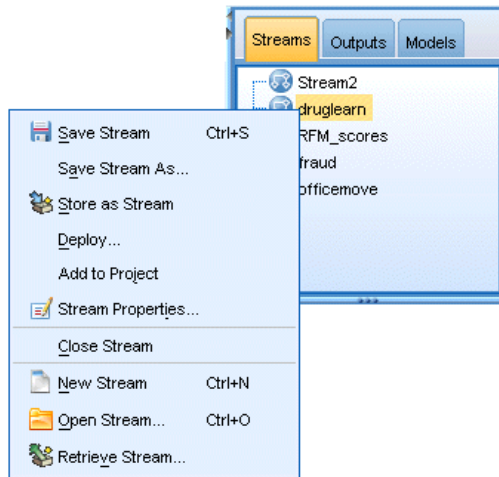 Streams Outputs Models
Stream2
druglearn
RFM_scores
fraud
officemove
Save Stream Ctrl+S
Save Stream As...
Store as Stream
Deploy...
Add to Project
Stream Properties...
Close Stream
New Stream Ctrl+N
Open Stream... Ctrl+O
Retrieve Stream...